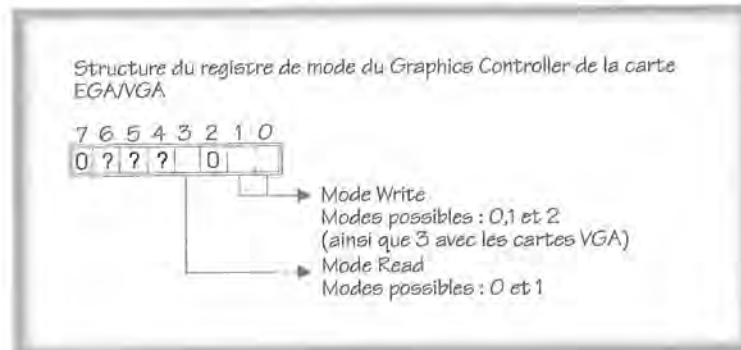 Structure du registre de mode du Graphics Controller de la carte
EGA/VGA
7 6 5 4 3 2 1 0
0 ? ? ? 0
Mode Write
Modes possibles : 0,1 et 2
(ainsi que 3 avec les cartes VGA)
Mode Read
Modes possibles : 0 et 1